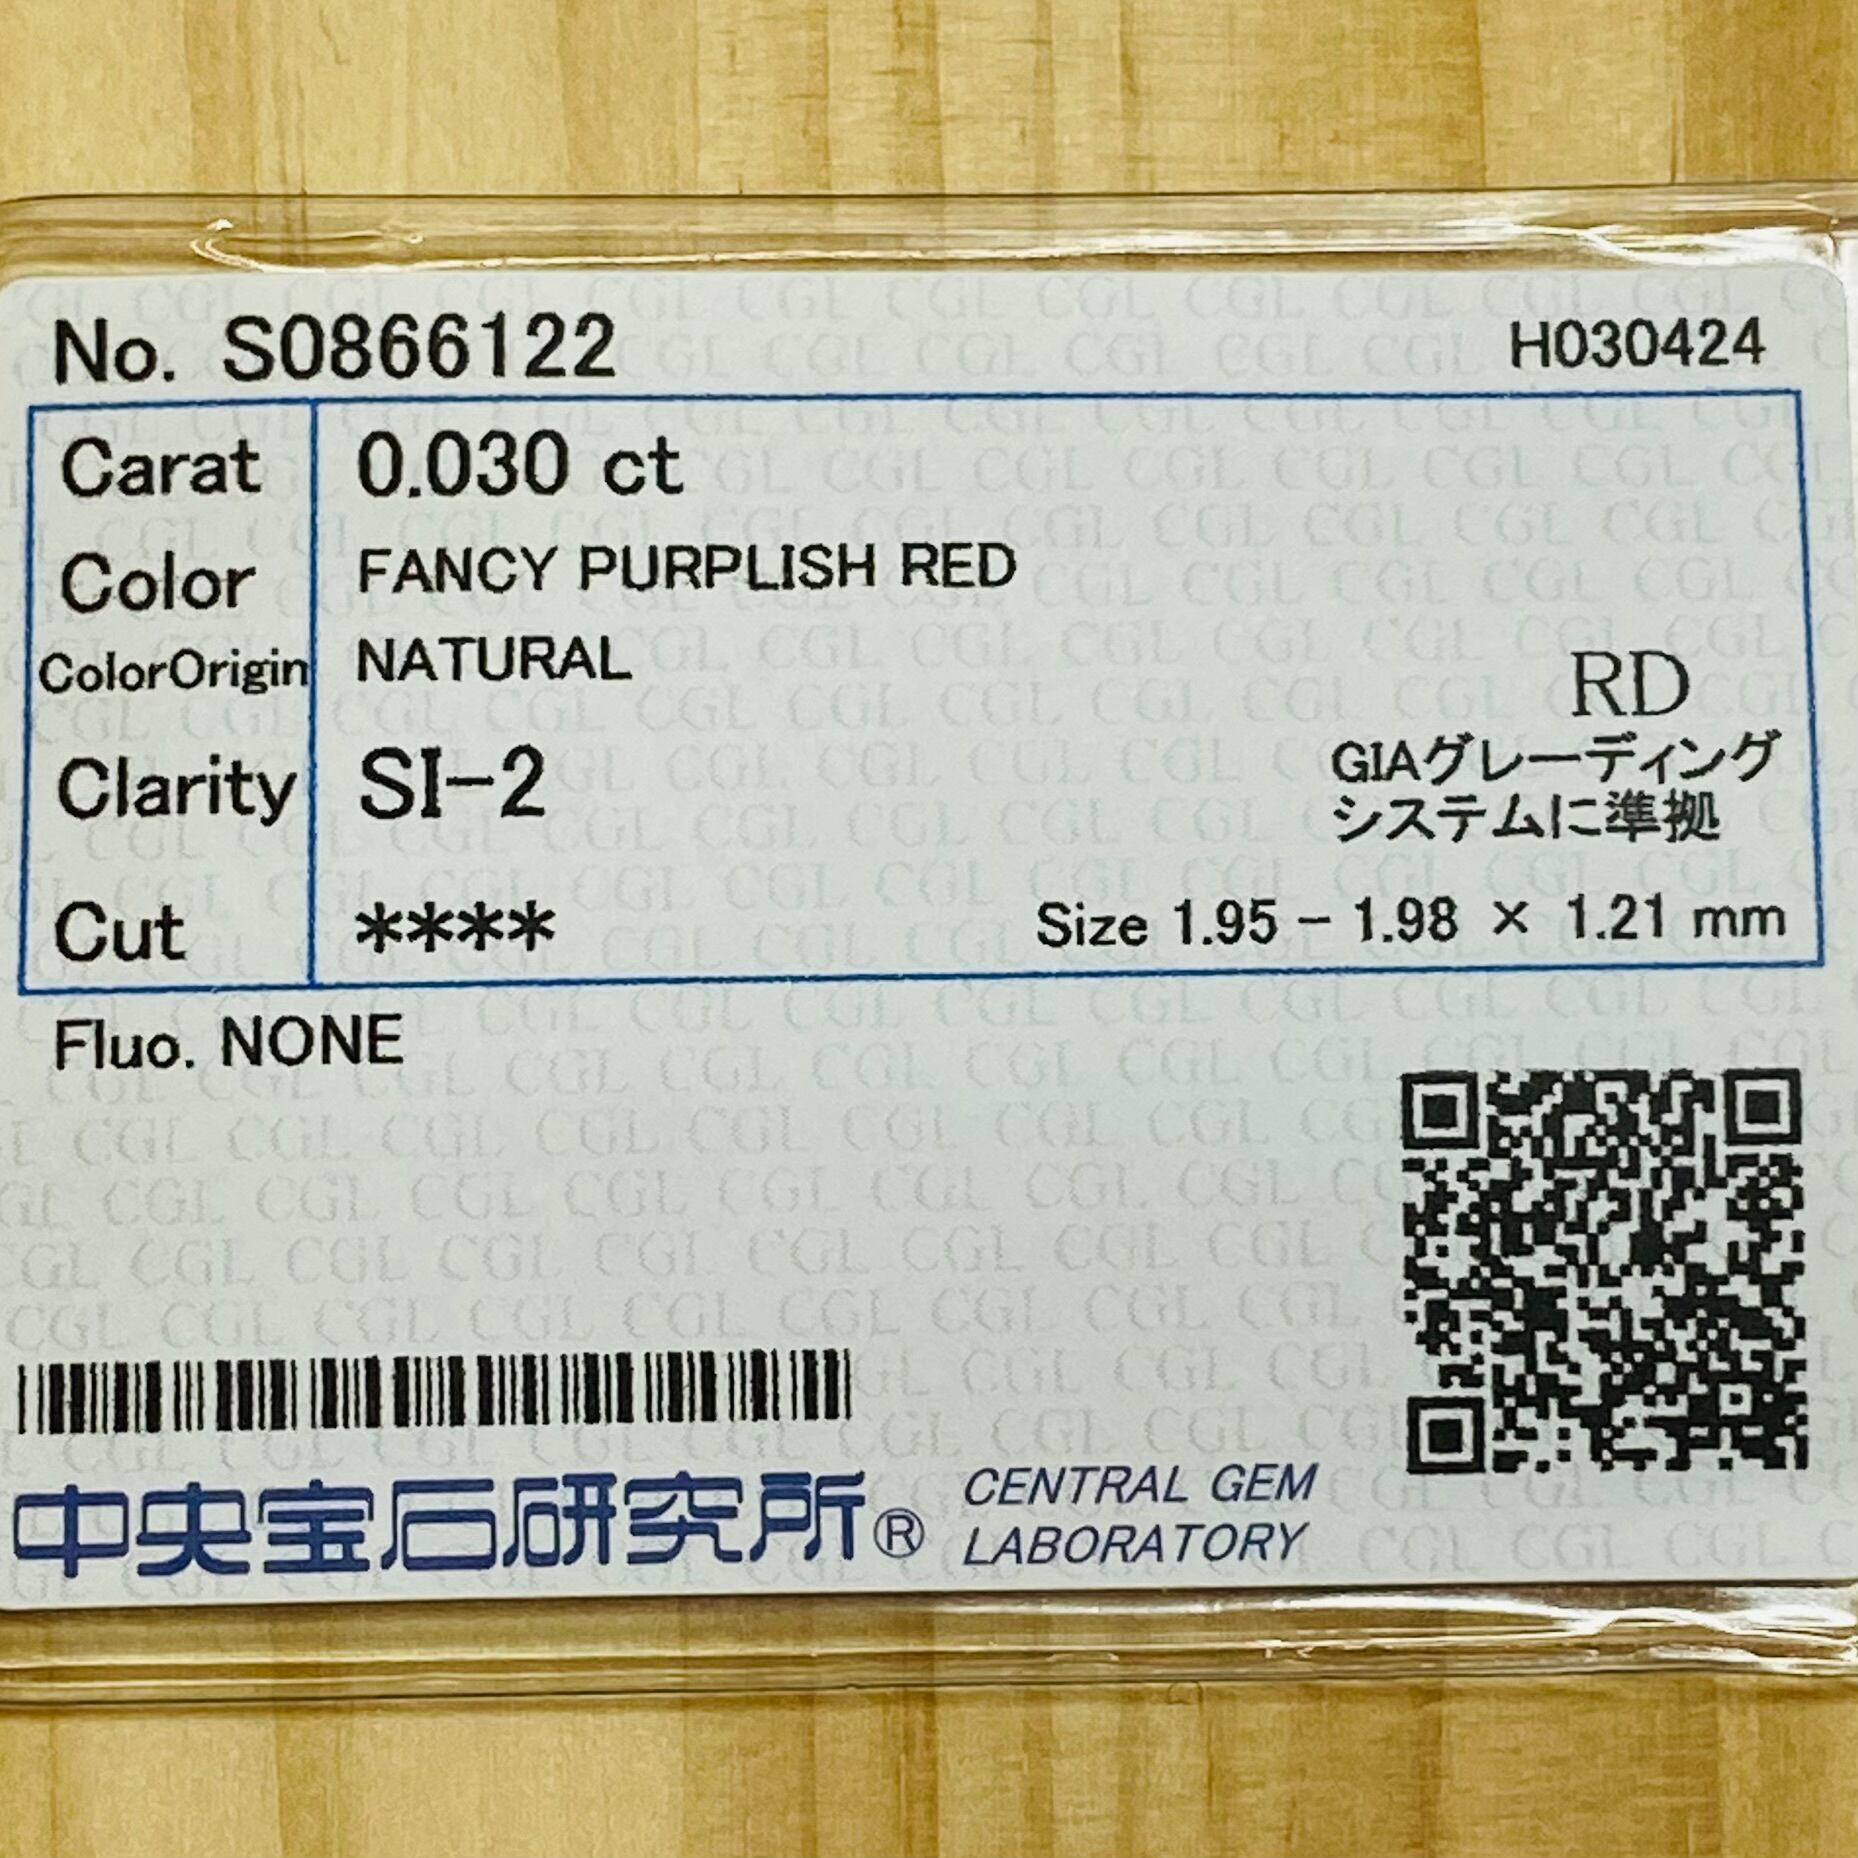 No. S0866122
H030424
Carat 0.030 ct
Color FANCY PURPLISH RED
ColorOrigin NATURAL
RD
Clarity SI-2
GIAグレーディング
システムに準拠
Cut ****
Size 1.95 - 1.98 × 1.21 mm
Fluo. NONE
中央宝石研究所®
CENTRAL GEM
LABORATORY